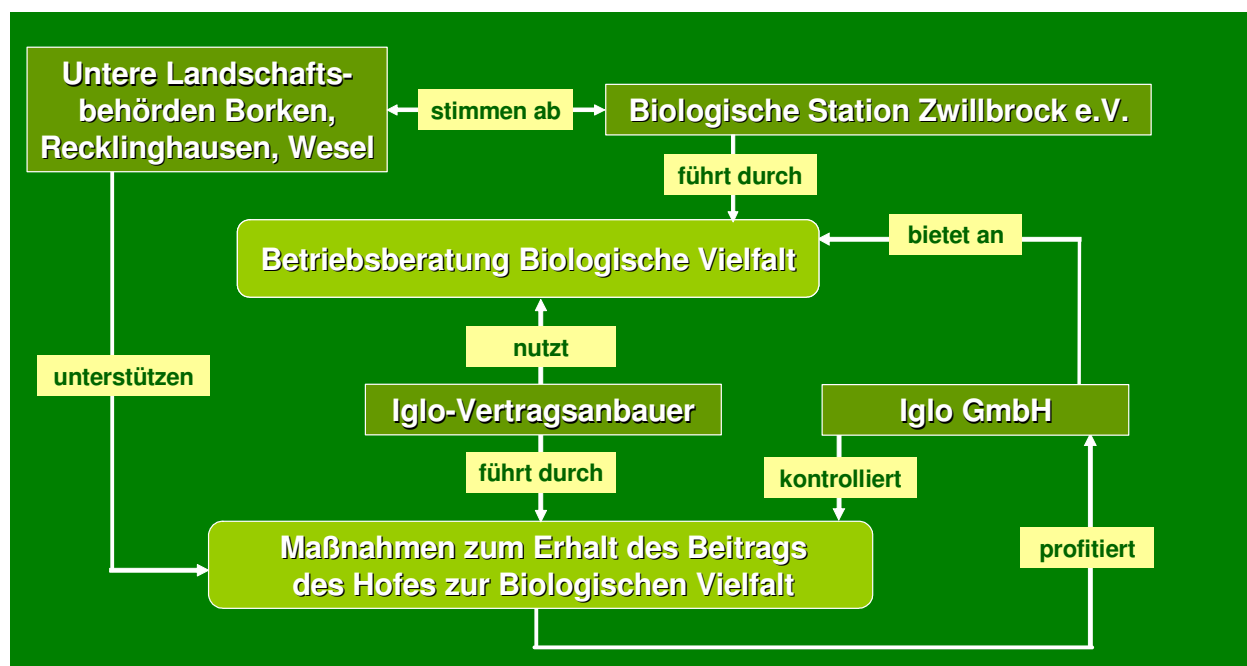 Untere Landschafts-
behörden Borken,
Recklinghausen, Wesel
stimmen ab
Biologische Station Zwillbrock e.V.
führt durch
bietet an
Betriebsberatung Biologische Vielfalt
nutzt
unterstützen
Iglo-Vertragsanbauer
Iglo GmbH
führt durch
kontrolliert
Maßnahmen zum Erhalt des Beitrags
des Hofes zur Biologischen Vielfalt
profitiert